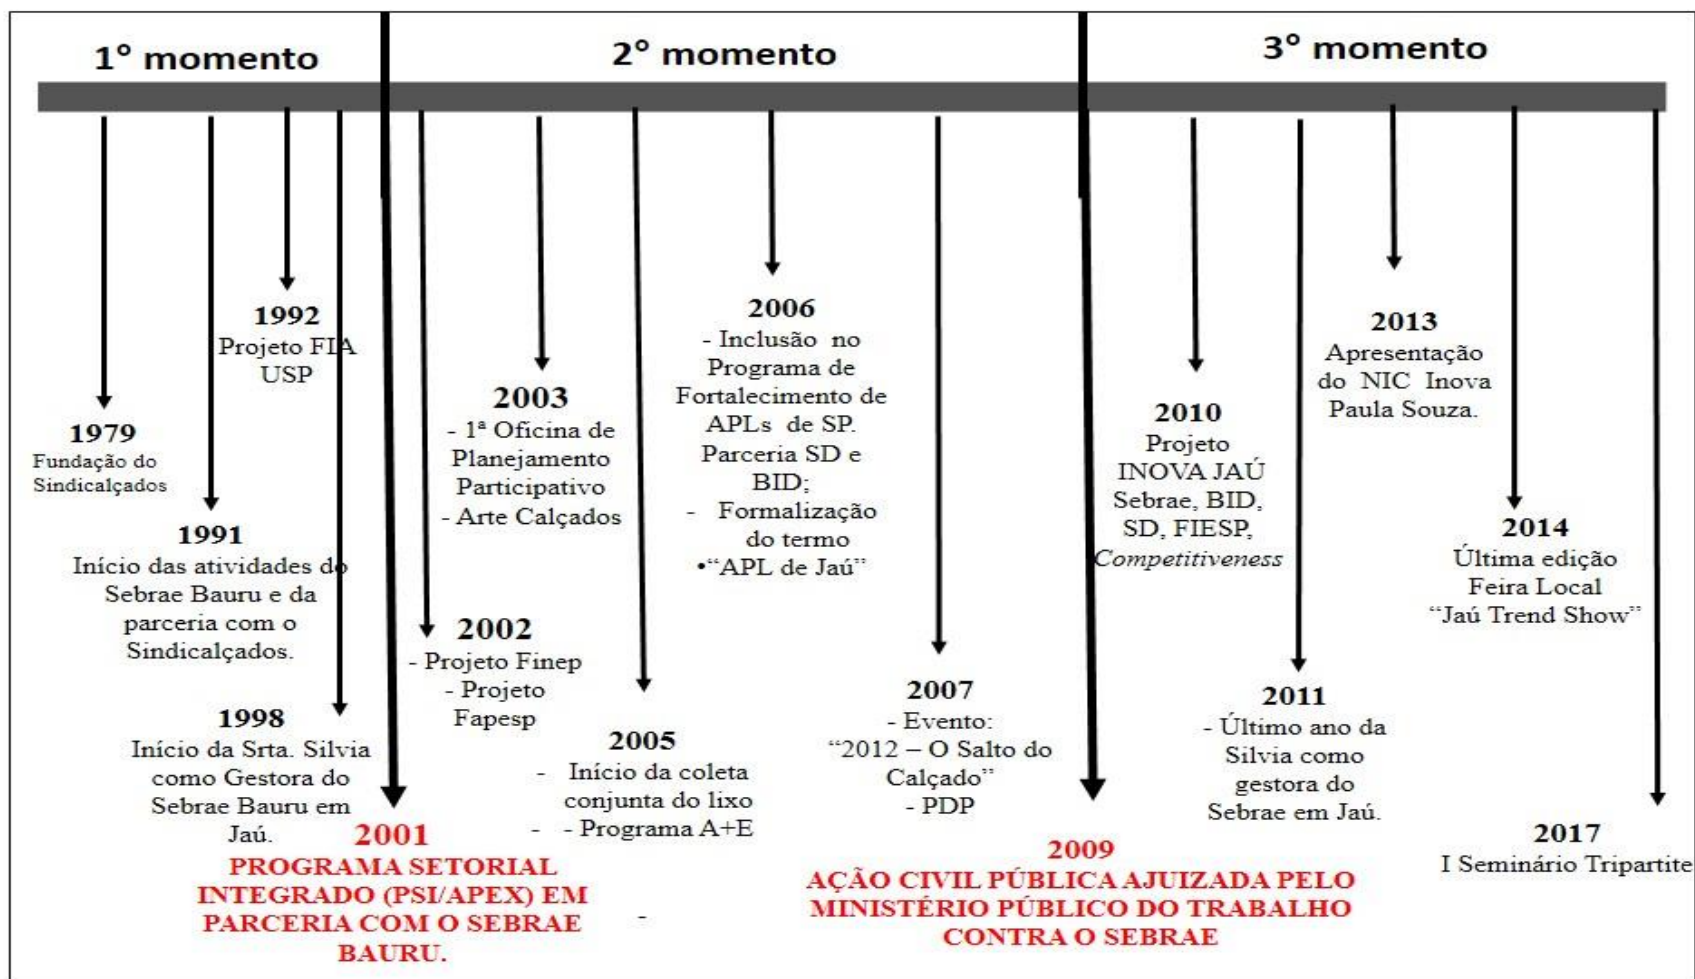 1° momento
2° momento
3° momento
1979
Fundação do
Sindicalçados
1991
Início das atividades do
Sebrae Bauru e da
parceria com o
Sindicalçados.
1992
Projeto FIA
USP
1998
Início da Srta. Silvia
como Gestora do
Sebrae Bauru em
Jaú.
2001
PROGRAMA SETORIAL
INTEGRADO (PSI/APEX) EM
PARCERIA COM O SEBRAE
BAURU.
2002
- Projeto Finep
- Projeto
Fapesp
2003
- 1ª Oficina de
Planejamento
Participativo
- Arte Calçados
2005
- Início da coleta
conjunta do lixo
- - Programa A+E
-
2006
- Inclusão no
Programa de
Fortalecimento de
APLs de SP.
Parceria SD e
BID;
- Formalização
do termo
•“APL de Jaú”
2007
- Evento:
“2012 – O Salto do
Calçado”
- PDP
2009
AÇÃO CIVIL PÚBLICA AJUIZADA PELO
MINISTÉRIO PÚBLICO DO TRABALHO
CONTRA O SEBRAE
2010
Projeto
INOVA JAÚ
Sebrae, BID,
SD, FIESP,
Competitiveness
2011
- Último ano da
Silvia como
gestora do
Sebrae em Jaú.
2013
Apresentação
do NIC Inova
Paula Souza.
2014
Última edição
Feira Local
“Jaú Trend Show”
2017
I Seminário Tripartite